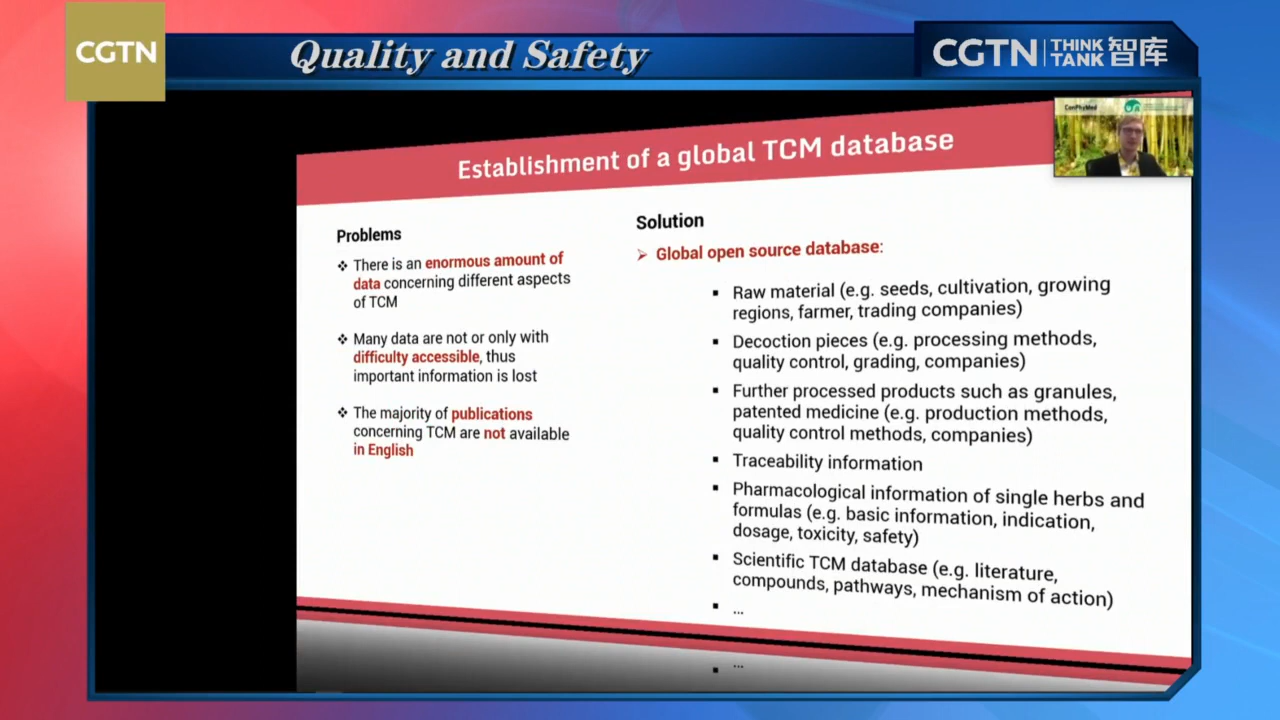 CGTN
Quality and Safety
CGTN THINK TANK 智库
ConPhyMed
Establishment of a global TCM database
Problems
❖ There is an enormous amount of
data concerning different aspects
of TCM
❖ Many data are not or only with
difficulty accessible, thus
important information is lost
❖ The majority of publications
concerning TCM are not available
in English
Solution
➢ Global open source database:
▪ Raw material (e.g. seeds, cultivation, growing
regions, farmer, trading companies)
▪ Decoction pieces (e.g. processing methods,
quality control, grading, companies)
▪ Further processed products such as granules,
patented medicine (e.g. production methods,
quality control methods, companies)
▪ Traceability information
▪ Pharmacological information of single herbs and
formulas (e.g. basic information, indication,
dosage, toxicity, safety)
▪ Scientific TCM database (e.g. literature,
compounds, pathways, mechanism of action)
▪ ...
▪ ...